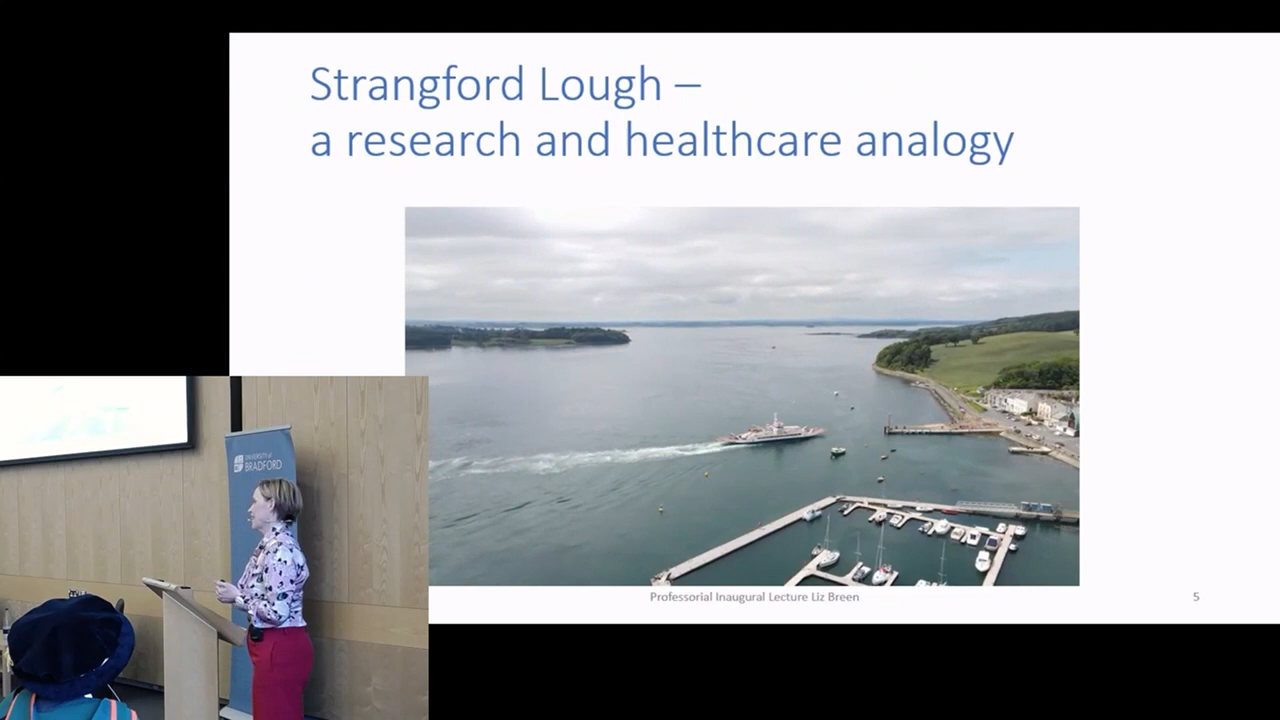 Strangford Lough –
a research and healthcare analogy
UNIVERSITY of
BRADFORD
Professorial Inaugural Lecture Liz Breen
5